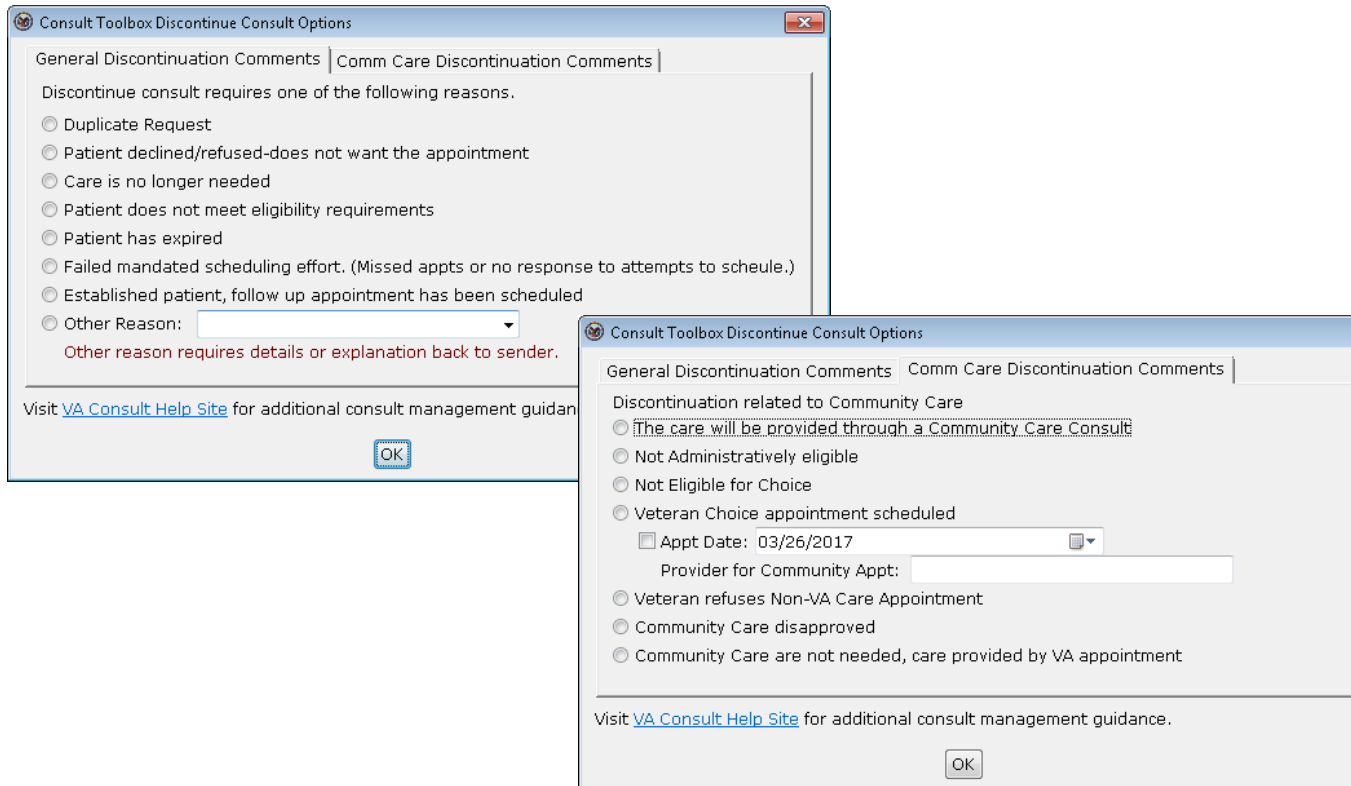 Consult Toolbox Discontinue Consult Options
General Discontinuation Comments
Comm Care Discontinuation Comments
Discontinue consult requires one of the following reasons.
Duplicate Request
Patient declined/refused-does not want the appointment
Care is no longer needed
Patient does not meet eligibility requirements
Patient has expired
Failed mandated scheduling effort. (Missed appts or no response to attempts to scheule.)
Established patient, follow up appointment has been scheduled
Other Reason:
Other reason requires details or explanation back to sender.
Visit VA Consult Help Site for additional consult management
OK
Consult Toolbox Discontinue Consult Options
General Discontinuation Comments
Comm Care Discontinuation Comments
Discontinuation related to Community Care
The care will be provided through a Community Care Consult
Not Administratively eligible
Not Eligible for Choice
Veteran Choice appointment scheduled
Appt Date: 03/26/2017
Provider for Community Appt:
Veteran refuses Non-VA Care Appointment
Community Care disapproved
Community Care are not needed, care provided by VA appointment
Visit VA Consult Help Site for additional consult management guidance.
OK